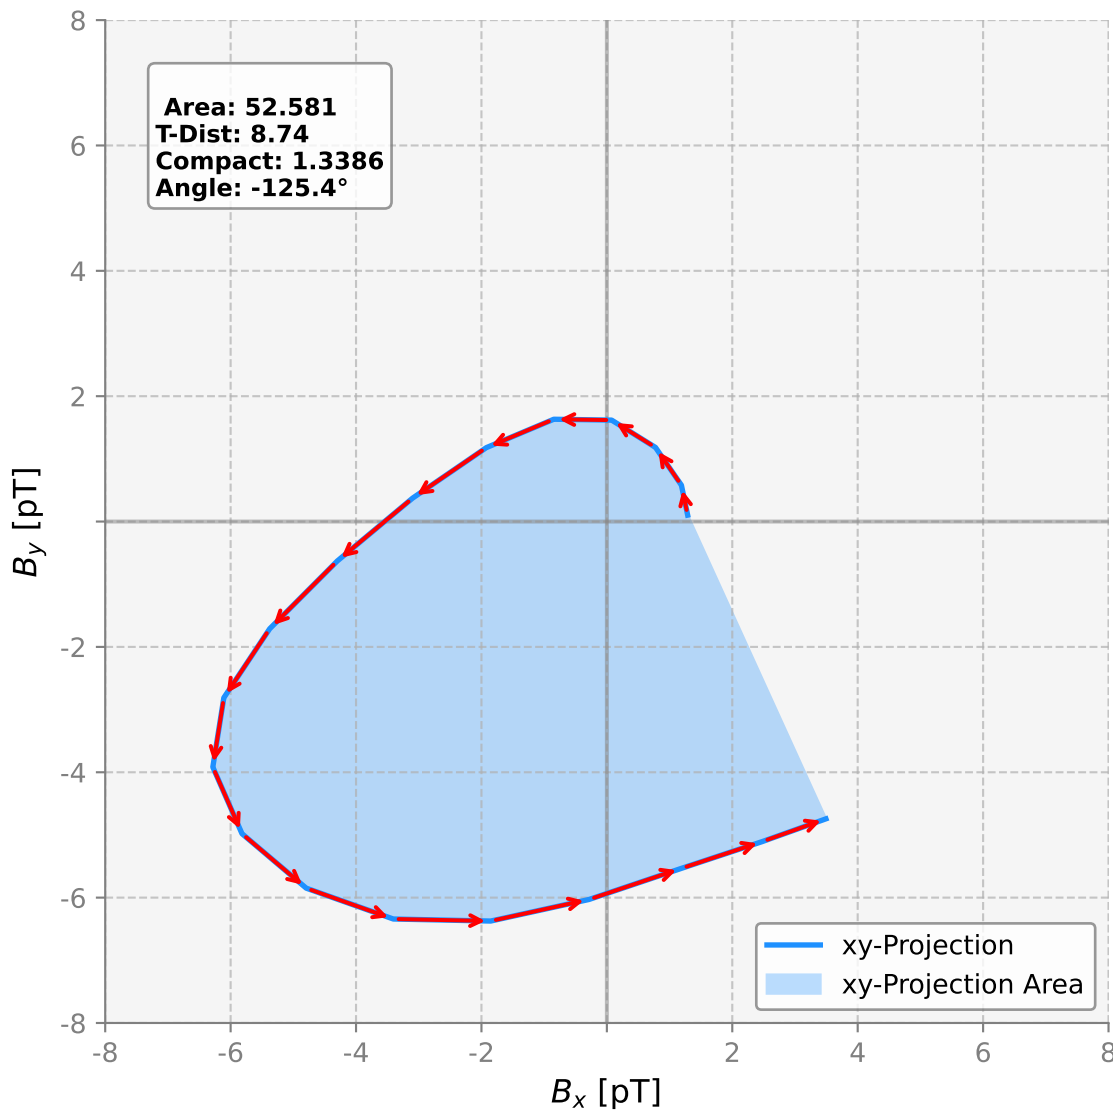 8
6
4
2
-2
-4
-6
-8
Area: 52.581
T-Dist: 8.74
Compact: 1.3386
Angle: -125.4°
B_y [pT]
xy-Projection
xy-Projection Area
-8 -6 -4 -2 2 4 6 8
B_x [pT]